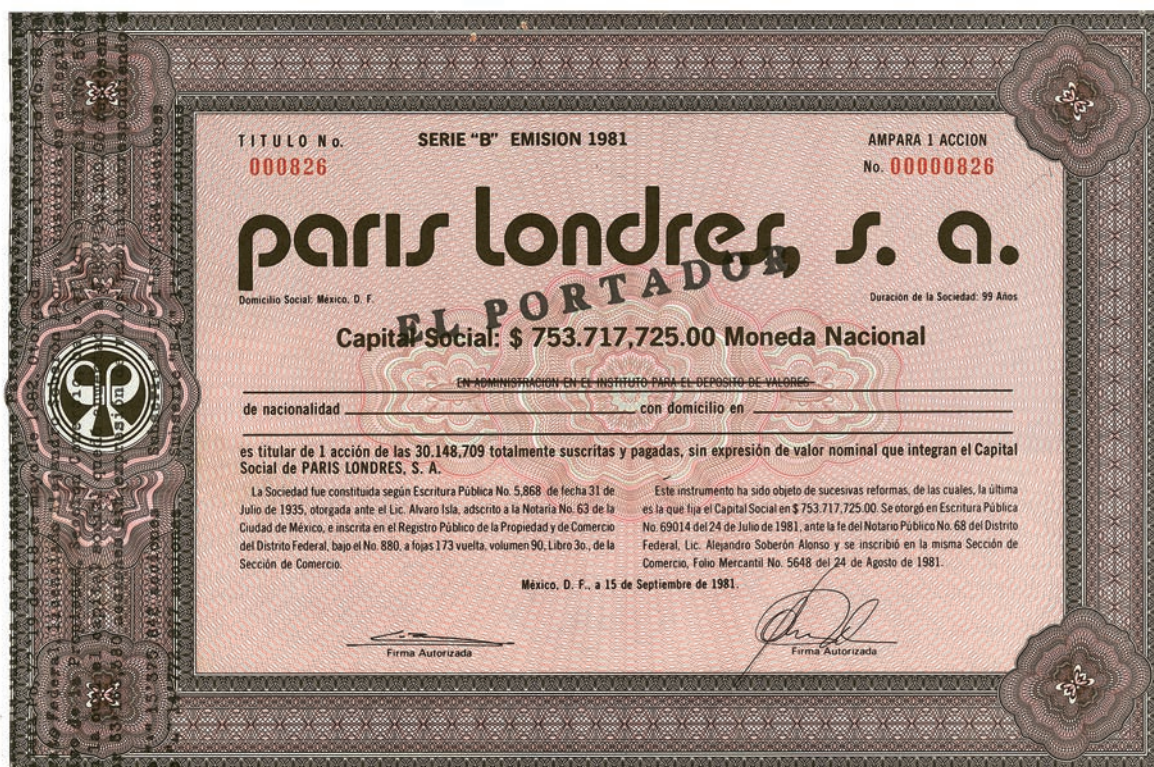 TITULO No.
000826
SERIE "B" EMISION 1981
AMPARA 1 ACCION
No. 00000826
paris londres, s. a.
EL PORTADOR
Domicilio Social: México, D. F.
Duración de la Sociedad: 99 Años
Capital Social: $ 753.717,725.00 Moneda Nacional
EN ADMINISTRACION EN EL INSTITUTO PARA EL DEPOSITO DE VALORES
de nacionalidad con domicilio en
es titular de 1 acción de las 30.148,709 totalmente suscritas y pagadas, sin expresión de valor nominal que integran el Capital
Social de PARIS LONDRES, S. A.
La Sociedad fue constituida según Escritura Pública No. 5,868 de fecha 31 de
Julio de 1935, otorgada ante el Lic. Alvaro Isla, adscrito a la Notaría No. 63 de la
Ciudad de México, e inscrita en el Registro Público de la Propiedad y de Comercio
del Distrito Federal, bajo el No. 880, a fojas 173 vuelta, volumen 90, Libro 3o., de la
Sección de Comercio.
Este instrumento ha sido objeto de sucesivas reformas, de las cuales, la última
es la que fija el Capital Social en $ 753.717,725.00. Se otorgó en Escritura Pública
No. 69014 del 24 de Julio de 1981, ante la fe del Notario Público No. 68 del Distrito
Federal, Lic. Alejandro Soberón Alonso y se inscribió en la misma Sección de
Comercio, Folio Mercantil No. 5648 del 24 de Agosto de 1981.
México, D. F., a 15 de Septiembre de 1981.
Firma Autorizada
Firma Autorizada